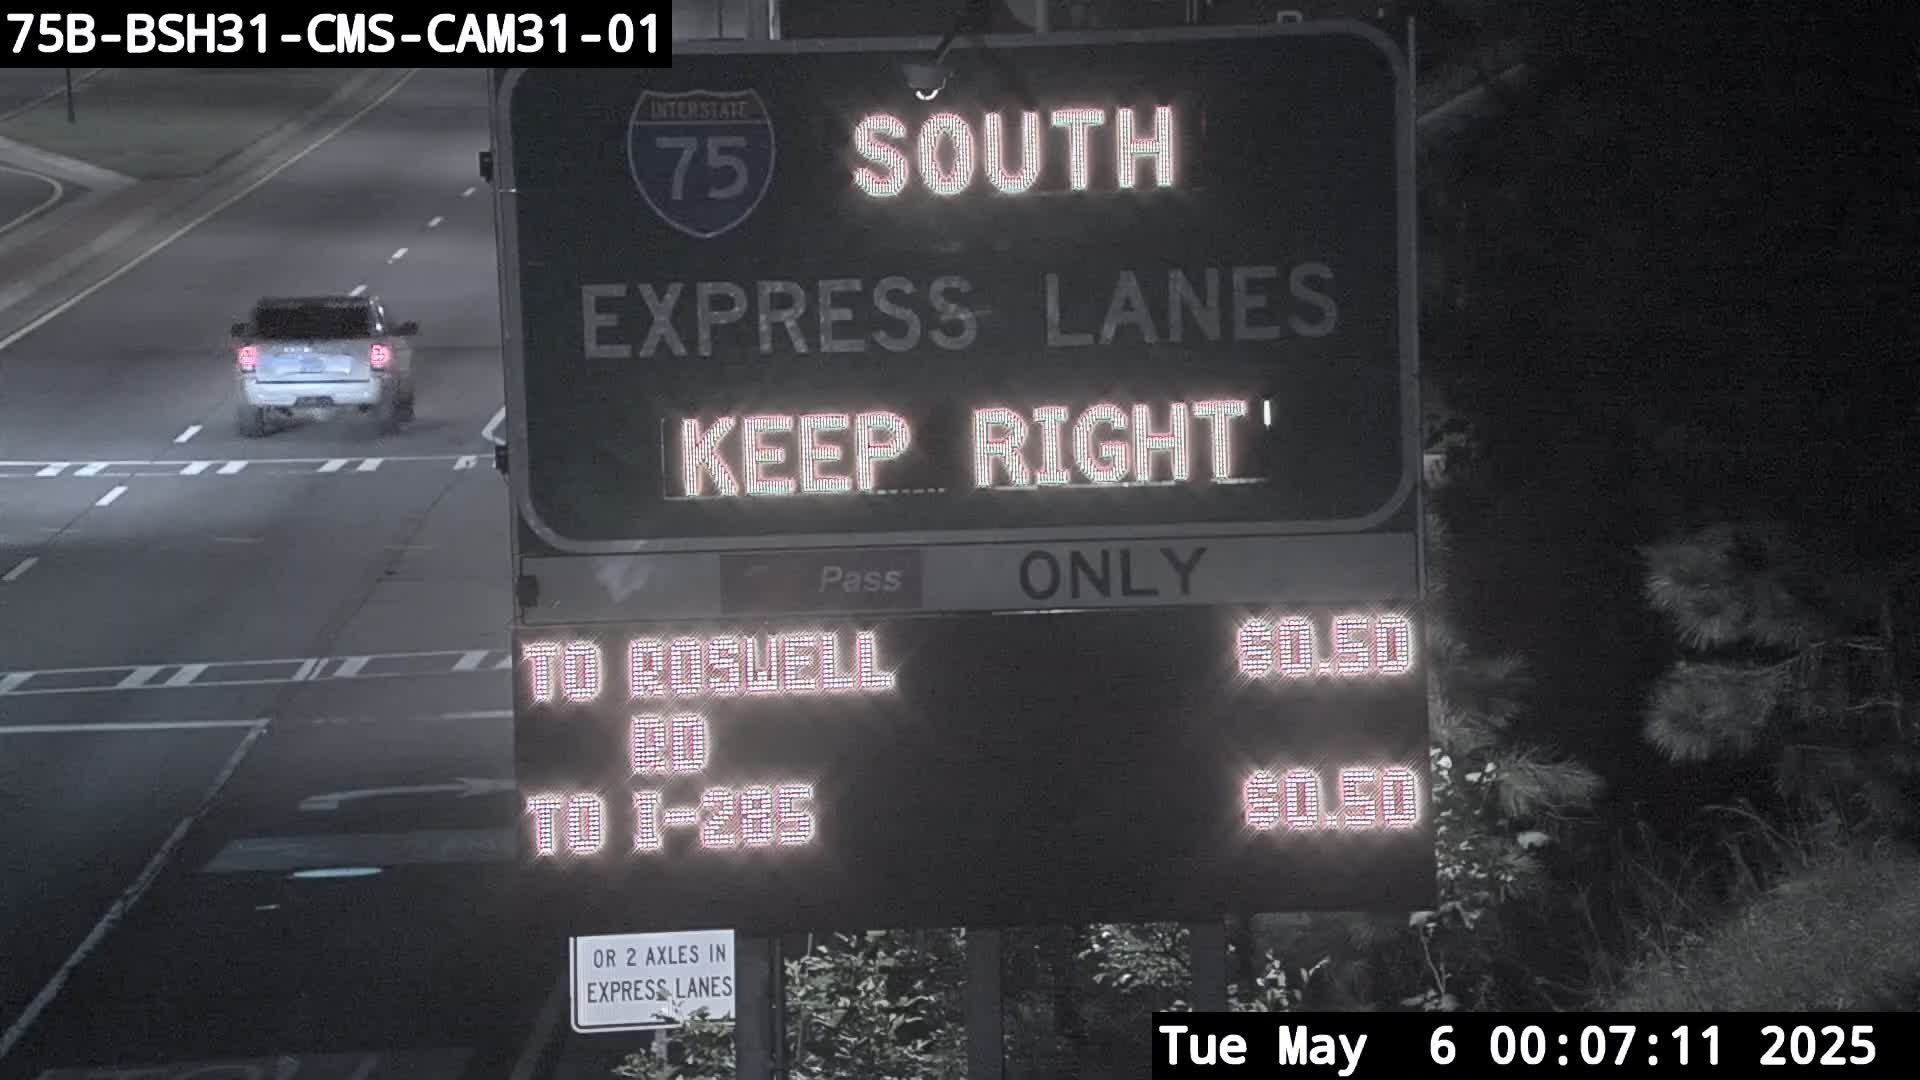 75B-BSH31-CMS-CAM31-01
INTERSTATE
75
SOUTH
EXPRESS LANES
KEEP RIGHT
Pass
ONLY
TO ROSWELL $0.50
RD
TO I-285 $0.50
OR 2 AXLES IN
EXPRESS LANES
Tue May 6 00:07:11 2025